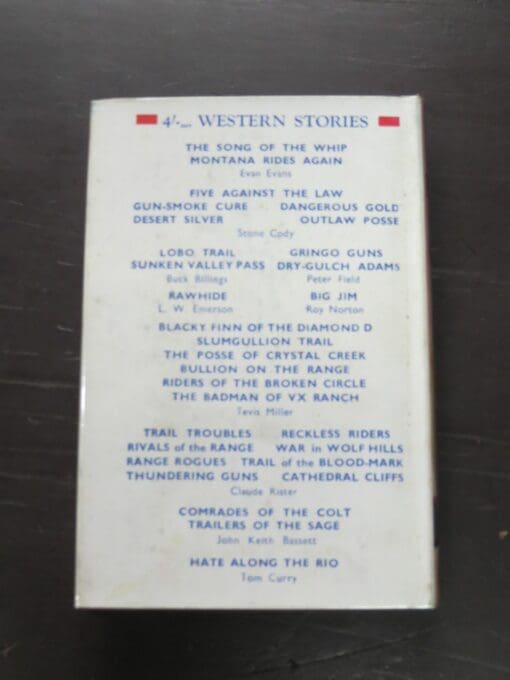 4/- net WESTERN STORIES
THE SONG OF THE WHIP
MONTANA RIDES AGAIN
Evan Evans
FIVE AGAINST THE LAW
GUN-SMOKE CURE DANGEROUS GOLD
DESERT SILVER OUTLAW POSSE
Stone Cody
LOBO TRAIL GRINGO GUNS
SUNKEN VALLEY PASS DRY-GULCH ADAMS
Buck Billings Peter Field
RAWHIDE BIG JIM
L. W. Emerson Roy Norton
BLACKY FINN OF THE DIAMOND D
SLUMGULLION TRAIL
THE POSSE OF CRYSTAL CREEK
BULLION ON THE RANGE
RIDERS OF THE BROKEN CIRCLE
THE BADMAN OF VX RANCH
Tevis Miller
TRAIL TROUBLES RECKLESS RIDERS
RIVALS of the RANGE WAR in WOLF HILLS
RANGE ROGUES TRAIL of the BLOOD-MARK
THUNDERING GUNS CATHEDRAL CLIFFS
Claude Rister
COMRADES OF THE COLT
TRAILERS OF THE SAGE
John Keith Bassett
HATE ALONG THE RIO
Tom Curry